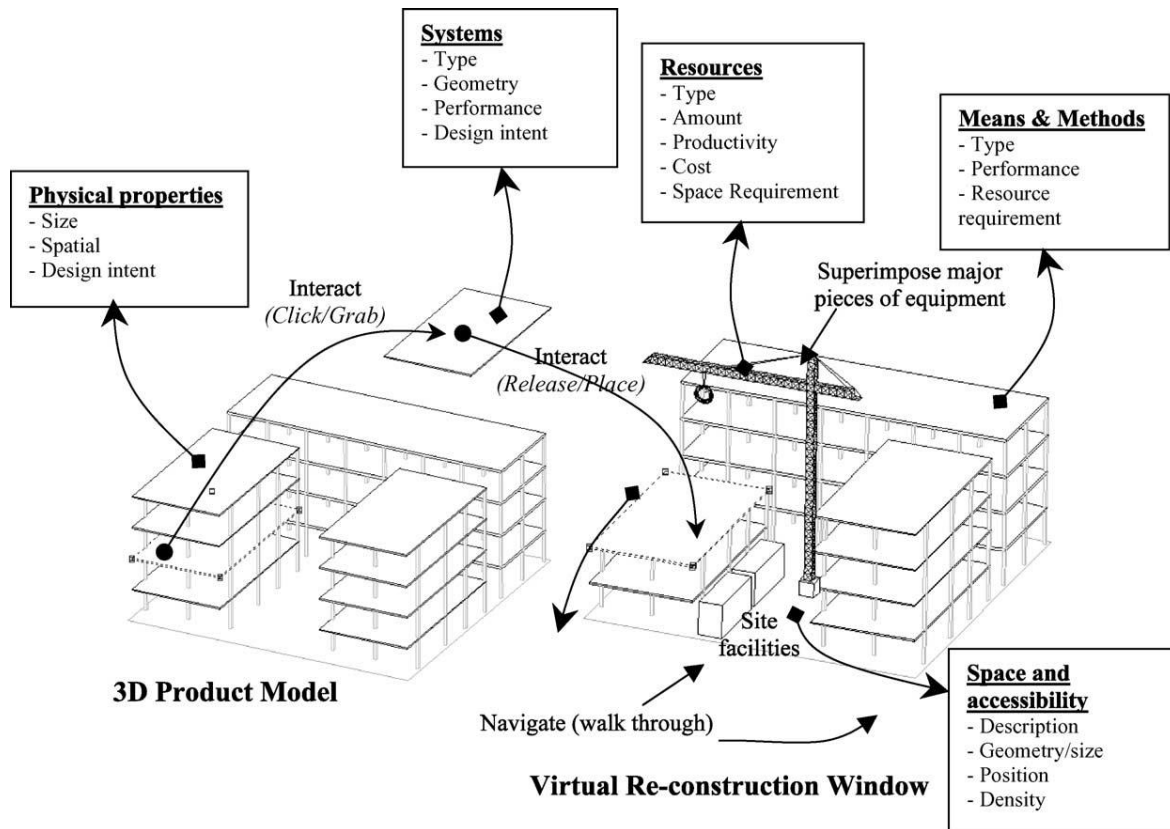 Systems
- Type
- Geometry
- Performance
- Design intent
Resources
- Type
- Amount
- Productivity
- Cost
- Space Requirement
Means & Methods
- Type
- Performance
- Resource
requirement
Physical properties
- Size
- Spatial
- Design intent
Interact
(Click/Grab)
Superimpose major
pieces of equipment
Interact
(Release/Place)
Site
facilities
3D Product Model
Navigate (walk through)
Virtual Re-construction Window
Space and
accessibility
- Description
- Geometry/size
- Position
- Density